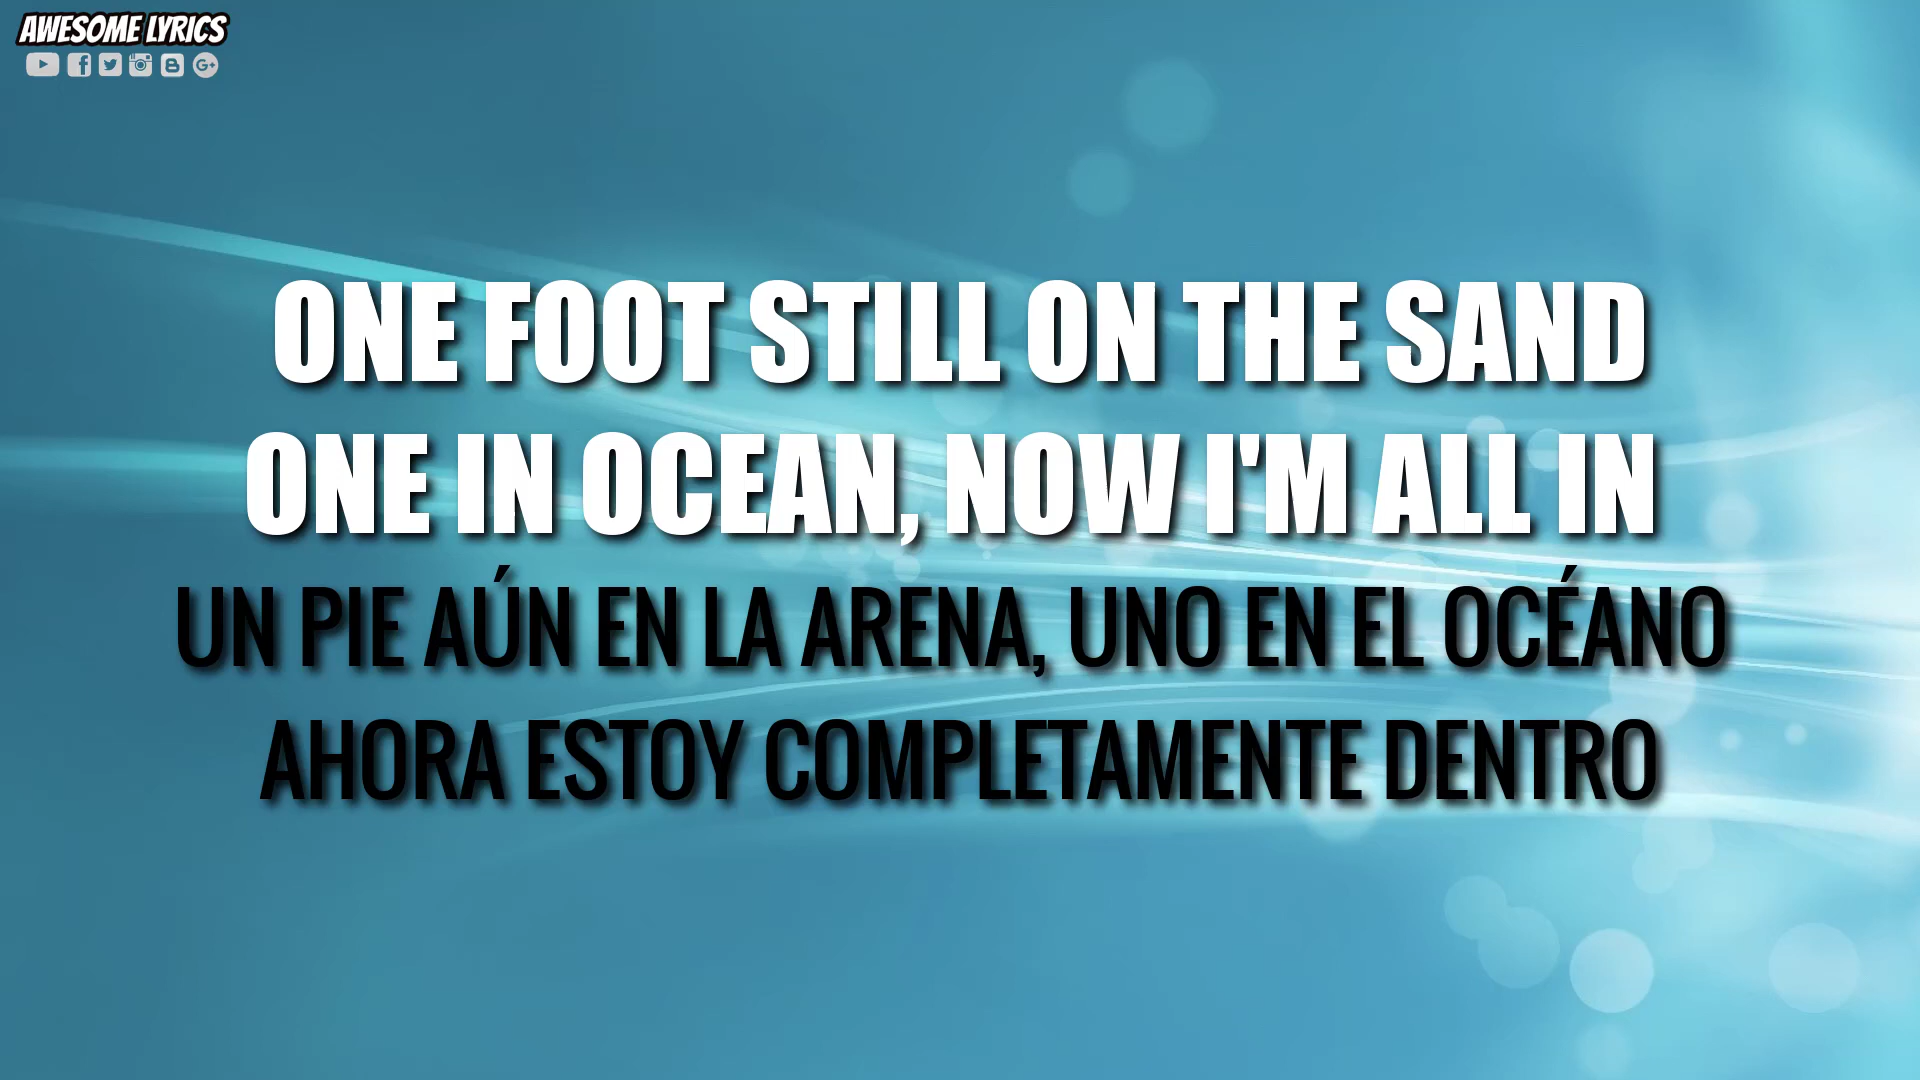 AWESOME LYRICS
ONE FOOT STILL ON THE SAND
ONE IN OCEAN, NOW I'M ALL IN
UN PIE AÚN EN LA ARENA, UNO EN EL OCÉANO
AHORA ESTOY COMPLETAMENTE DENTRO